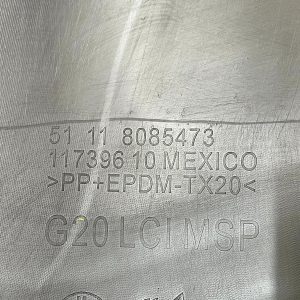 51 11 8085473
117396 10 MEXICO
>PP+EPDM-TX20<
G20 LCI MSP